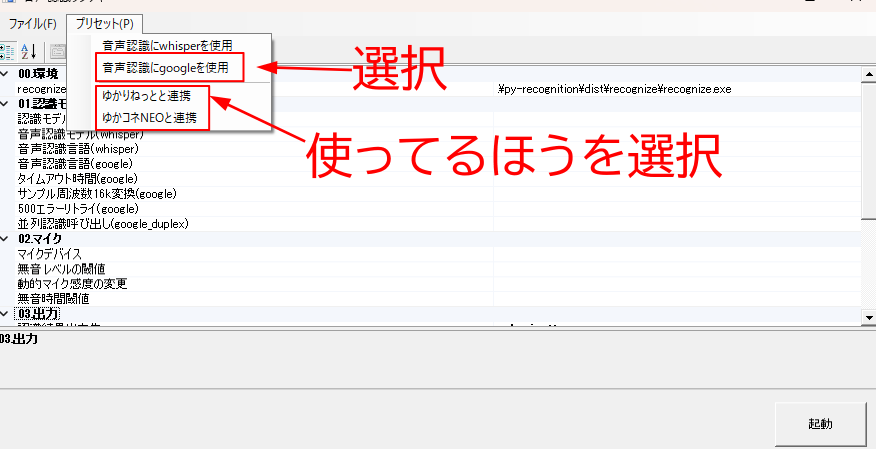 ファイル(F) プリセット(P)
音声認識にwhisperを使用
音声認識にgoogleを使用
選択
ゆかりねっとと連携
ゆかコネNEOと連携
使ってるほうを選択
00.環境
recognize .¥py-recognition¥dist¥recognize¥recognize.exe
01.認識モ
認識モデル
音声認識モデル(whisper)
音声認識言語(whisper)
音声認識言語(google)
タイムアウト時間(google)
サンプル周波数16k変換(google)
500エラーリトライ(google)
並列認識呼び出し(google_duplex)
02.マイク
マイクデバイス
無音レベルの閾値
動的マイク感度の変更
無音時間閾値
03.出力
03.出力
起動